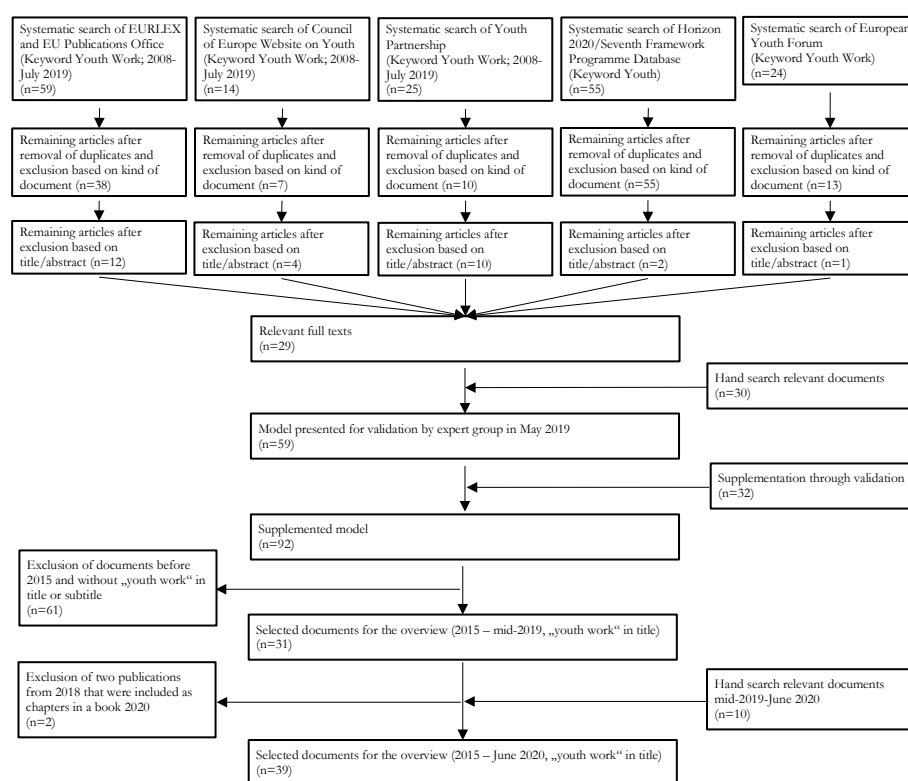 Systematic search of EURLEX
and EU Publications Office
(Keyword Youth Work; 2008-
July 2019)
(n=59)
Systematic search of Council
of Europe Website on Youth
(Keyword Youth Work; 2008-
July 2019)
(n=14)
Systematic search of Youth
Partnership
(Keyword Youth Work; 2008-
July 2019)
(n=25)
Systematic search of Horizon
2020/Seventh Framework
Programme Database
(Keyword Youth)
(n=55)
Systematic search of European
Youth Forum
(Keyword Youth Work)
(n=24)
Remaining articles after
removal of duplicates and
exclusion based on kind of
document (n=38)
Remaining articles after
removal of duplicates and
exclusion based on kind of
document (n=7)
Remaining articles after
removal of duplicates and
exclusion based on kind of
document (n=10)
Remaining articles after
removal of duplicates and
exclusion based on kind of
document (n=55)
Remaining articles after
removal of duplicates and
exclusion based on kind of
document (n=13)
Remaining articles after
exclusion based on
title/abstract (n=12)
Remaining articles after
exclusion based on
title/abstract (n=4)
Remaining articles after
exclusion based on
title/abstract (n=10)
Remaining articles after
exclusion based on
title/abstract (n=2)
Remaining articles after
exclusion based on
title/abstract (n=1)
Relevant full texts
(n=29)
Hand search relevant documents
(n=30)
Model presented for validation by expert group in May 2019
(n=59)
Supplementation through validation
(n=32)
Supplemented model
(n=92)
Exclusion of documents before
2015 and without „youth work“ in
title or subtitle
(n=61)
Selected documents for the overview (2015 – mid-2019, „youth work“ in title)
(n=31)
Exclusion of two publications
from 2018 that were included as
chapters in a book 2020
(n=2)
Hand search relevant documents
mid-2019-June 2020
(n=10)
Selected documents for the overview (2015 – June 2020, „youth work“ in title)
(n=39)